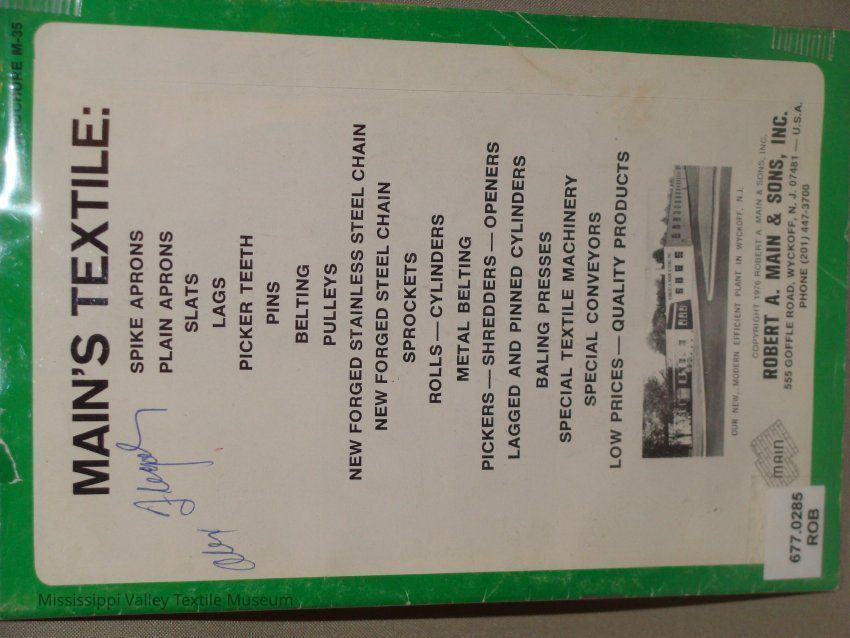 BROCHURE M-35
MAIN'S TEXTILE:
SPIKE APRONS
PLAIN APRONS
SLATS
LAGS
PICKER TEETH
PINS
BELTING
PULLEYS
NEW FORGED STAINLESS STEEL CHAIN
NEW FORGED STEEL CHAIN
SPROCKETS
ROLLS — CYLINDERS
METAL BELTING
PICKERS — SHREDDERS — OPENERS
LAGGED AND PINNED CYLINDERS
BALING PRESSES
SPECIAL TEXTILE MACHINERY
SPECIAL CONVEYORS
LOW PRICES — QUALITY PRODUCTS
OUR NEW, MODERN EFFICIENT PLANT IN WYCKOFF, N.J.
main
COPYRIGHT 1976 ROBERT A. MAIN & SONS, INC.
ROBERT A. MAIN & SONS, INC.
555 GOFFLE ROAD, WYCKOFF, N. J. 07481 — U.S.A.
PHONE (201) 447-3700
677.0285
ROB
Mississippi Valley Textile Museum